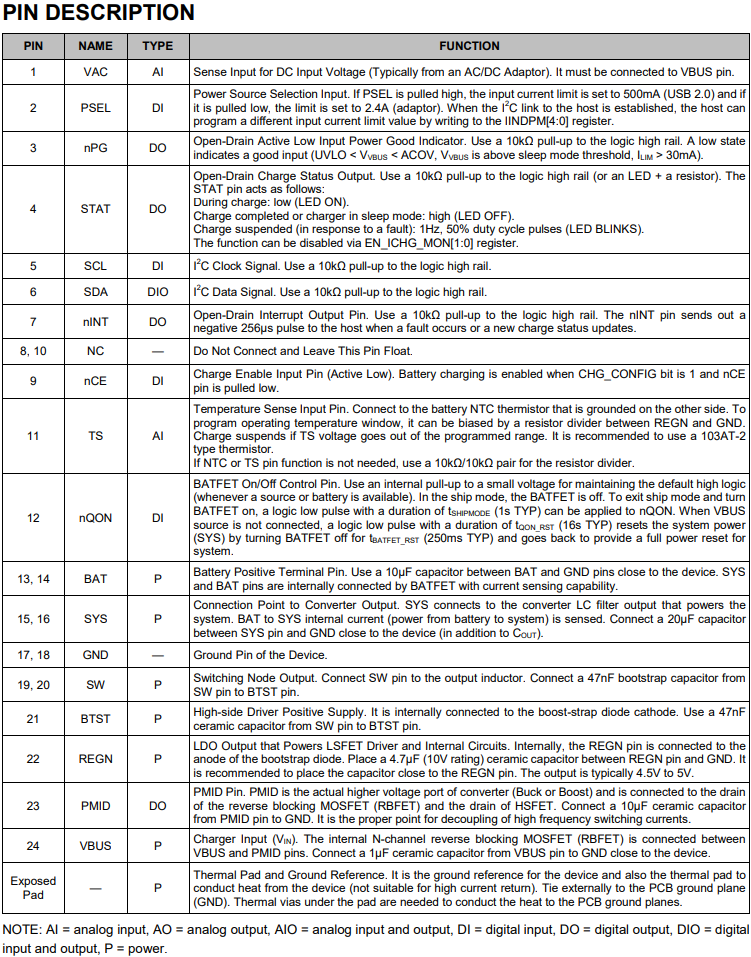 PIN DESCRIPTION
PIN NAME TYPE FUNCTION
1 VAC AI Sense Input for DC Input Voltage (Typically from an AC/DC Adaptor). It must be connected to VBUS pin.
2 PSEL DI Power Source Selection Input. If PSEL is pulled high, the input current limit is set to 500mA (USB 2.0) and if
it is pulled low, the limit is set to 2.4A (adaptor). When the I2C link to the host is established, the host can
program a different input current limit value by writing to the IINDPM[4:0] register.
3 nPG DO Open-Drain Active Low Input Power Good Indicator. Use a 10kΩ pull-up to the logic high rail. A low state
indicates a good input (UVLO < VVBUS < ACOV, VVBUS is above sleep mode threshold, ILIM > 30mA).
4 STAT DO Open-Drain Charge Status Output. Use a 10kΩ pull-up to the logic high rail (or an LED + a resistor). The
STAT pin acts as follows:
During charge: low (LED ON).
Charge completed or charger in sleep mode: high (LED OFF).
Charge suspended (in response to a fault): 1Hz, 50% duty cycle pulses (LED BLINKS).
The function can be disabled via EN_ICHG_MON[1:0] register.
5 SCL DI I2C Clock Signal. Use a 10kΩ pull-up to the logic high rail.
6 SDA DIO I2C Data Signal. Use a 10kΩ pull-up to the logic high rail.
7 nINT DO Open-Drain Interrupt Output Pin. Use a 10kΩ pull-up to the logic high rail. The nINT pin sends out a
negative 256μs pulse to the host when a fault occurs or a new charge status updates.
8, 10 NC — Do Not Connect and Leave This Pin Float.
9 nCE DI Charge Enable Input Pin (Active Low). Battery charging is enabled when CHG_CONFIG bit is 1 and nCE
pin is pulled low.
11 TS AI Temperature Sense Input Pin. Connect to the battery NTC thermistor that is grounded on the other side. To
program operating temperature window, it can be biased by a resistor divider between REGN and GND.
Charge suspends if TS voltage goes out of the programmed range. It is recommended to use a 103AT-2
type thermistor.
If NTC or TS pin function is not needed, use a 10kΩ/10kΩ pair for the resistor divider.
12 nQON DI BATFET On/Off Control Pin. Use an internal pull-up to a small voltage for maintaining the default high logic
(whenever a source or battery is available). In the ship mode, the BATFET is off. To exit ship mode and turn
BATFET on, a logic low pulse with a duration of tSHIPMODE (1s TYP) can be applied to nQON. When VBUS
source is not connected, a logic low pulse with a duration of tQON_RST (16s TYP) resets the system power
(SYS) by turning BATFET off for tBATFET_RST (250ms TYP) and goes back to provide a full power reset for
system.
13, 14 BAT P Battery Positive Terminal Pin. Use a 10μF capacitor between BAT and GND pins close to the device. SYS
and BAT pins are internally connected by BATFET with current sensing capability.
15, 16 SYS P Connection Point to Converter Output. SYS connects to the converter LC filter output that powers the
system. BAT to SYS internal current (power from battery to system) is sensed. Connect a 20μF capacitor
between SYS pin and GND close to the device (in addition to COUT).
17, 18 GND — Ground Pin of the Device.
19, 20 SW P Switching Node Output. Connect SW pin to the output inductor. Connect a 47nF bootstrap capacitor from
SW pin to BTST pin.
21 BTST P High-side Driver Positive Supply. It is internally connected to the boost-strap diode cathode. Use a 47nF
ceramic capacitor from SW pin to BTST pin.
22 REGN P LDO Output that Powers LSFET Driver and Internal Circuits. Internally, the REGN pin is connected to the
anode of the bootstrap diode. Place a 4.7μF (10V rating) ceramic capacitor between REGN pin and GND. It
is recommended to place the capacitor close to the REGN pin. The output is typically 4.5V to 5V.
23 PMID DO PMID Pin. PMID is the actual higher voltage port of converter (Buck or Boost) and is connected to the drain
of the reverse blocking MOSFET (RBFET) and the drain of HSFET. Connect a 10μF ceramic capacitor
from PMID pin to GND. It is the proper point for decoupling of high frequency switching currents.
24 VBUS P Charger Input (VIN). The internal N-channel reverse blocking MOSFET (RBFET) is connected between
VBUS and PMID pins. Connect a 1μF ceramic capacitor from VBUS pin to GND close to the device.
Exposed Pad — P Thermal Pad and Ground Reference. It is the ground reference for the device and also the thermal pad to
conduct heat from the device (not suitable for high current return). Tie externally to the PCB ground plane
(GND). Thermal vias under the pad are needed to conduct the heat to the PCB ground planes.
NOTE: AI = analog input, AO = analog output, AIO = analog input and output, DI = digital input, DO = digital output, DIO = digital
input and output, P = power.